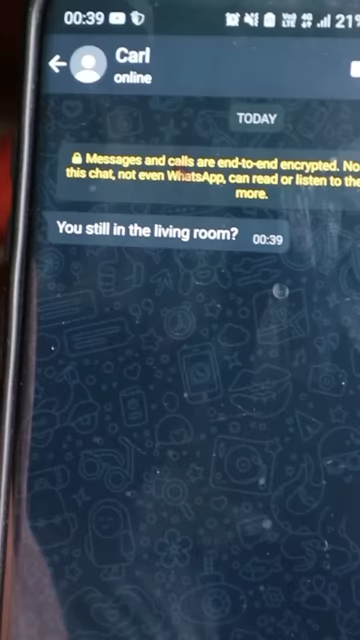 00:39 21%
Carl
online
TODAY
Messages and calls are end-to-end encrypted. No
this chat, not even WhatsApp, can read or listen to the
more.
You still in the living room? 00:39